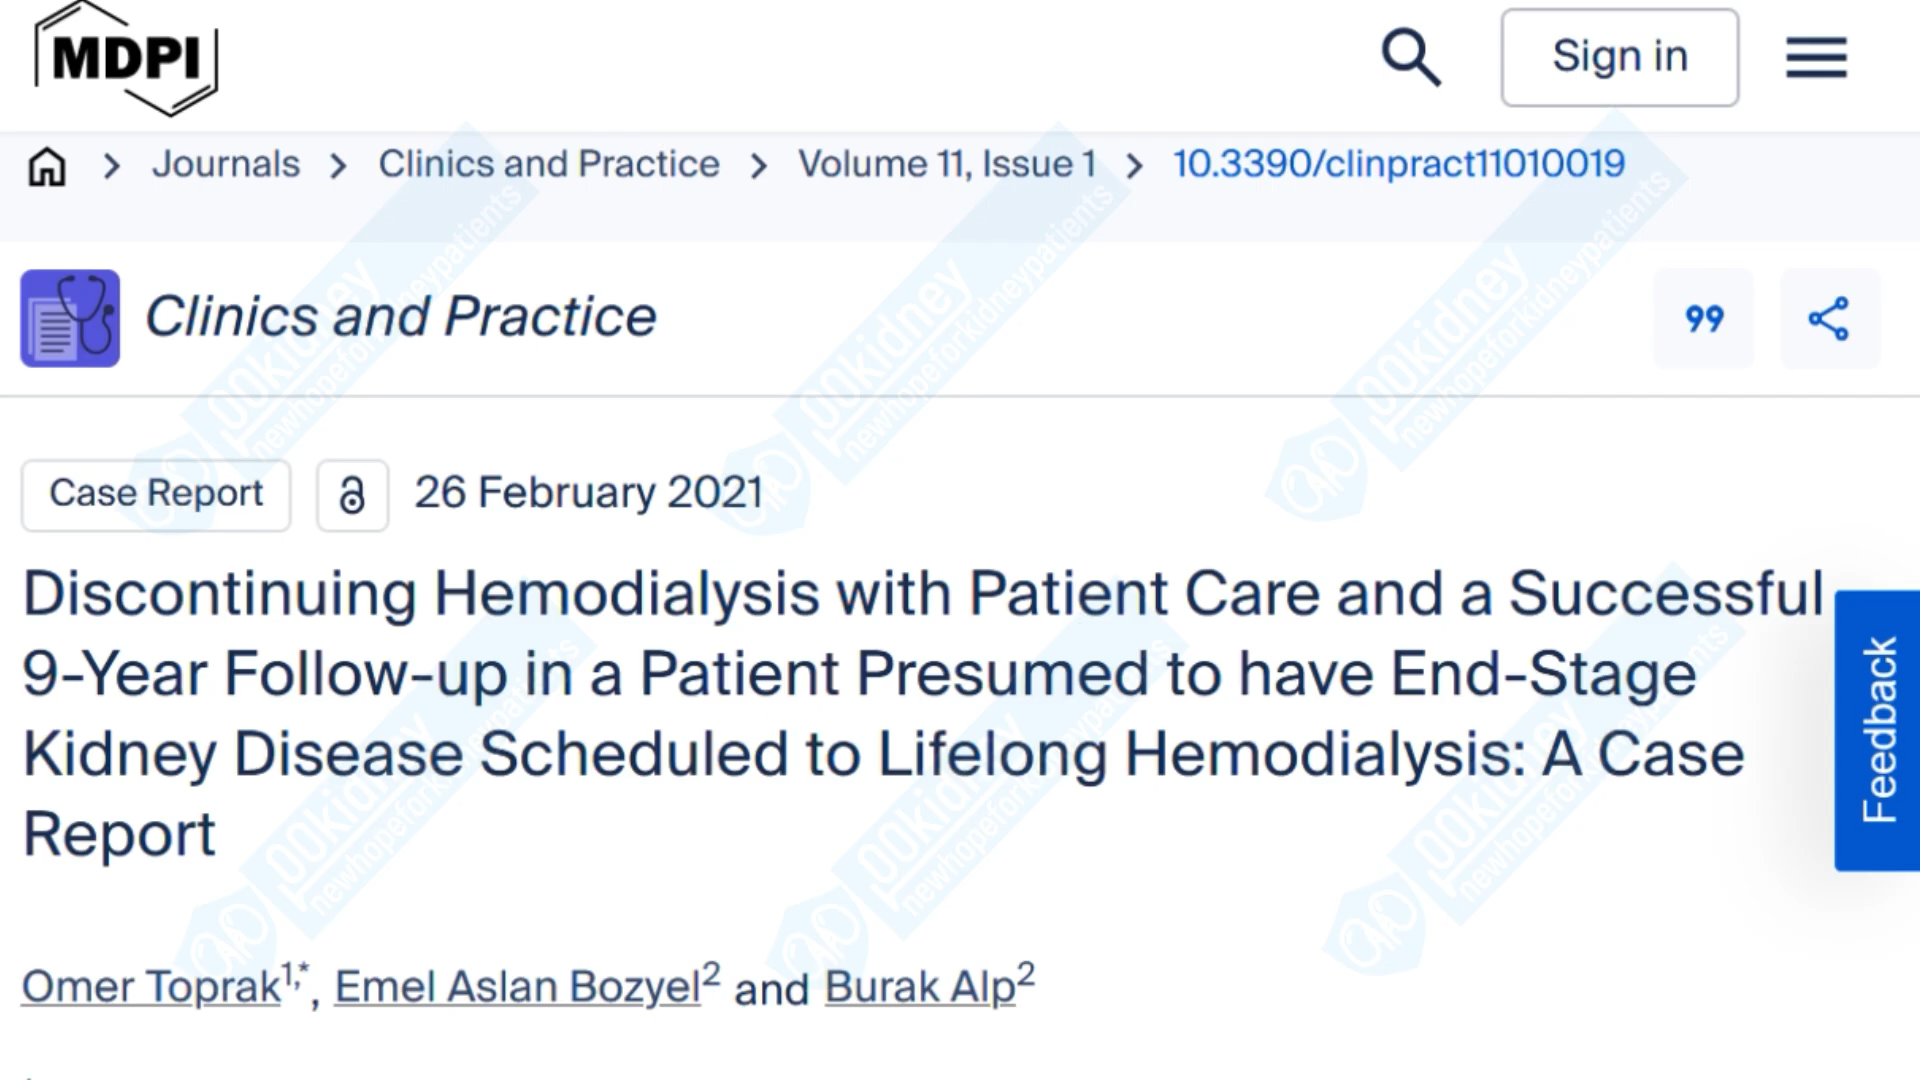 MDPI
Sign in
Journals > Clinics and Practice > Volume 11, Issue 1 > 10.3390/clinpract11010019
Clinics and Practice
Case Report 26 February 2021
Discontinuing Hemodialysis with Patient Care and a Successful
9-Year Follow-up in a Patient Presumed to have End-Stage
Kidney Disease Scheduled to Lifelong Hemodialysis: A Case
Report
Feedback
Omer Toprak1,*, Emel Aslan Bozyel2 and Burak Alp2